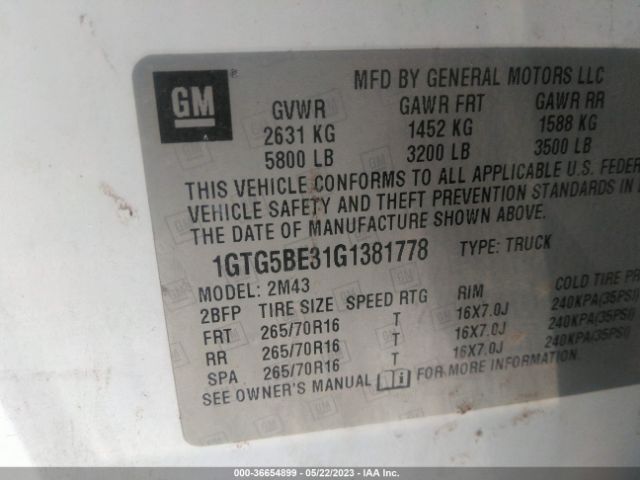 GM
MFD BY GENERAL MOTORS LLC
GVWR GAWR FRT GAWR RR
2631 KG 1452 KG 1588 KG
5800 LB 3200 LB 3500 LB
THIS VEHICLE CONFORMS TO ALL APPLICABLE U.S. FEDER
VEHICLE SAFETY AND THEFT PREVENTION STANDARDS IN
THE DATE OF MANUFACTURE SHOWN ABOVE.
1GTG5BE31G1381778 TYPE: TRUCK
MODEL: 2M43
2BFP TIRE SIZE SPEED RTG RIM COLD TIRE P
FRT 265/70R16 T 16X7.0J 240KPA(35PSI)
RR 265/70R16 T 16X7.0J 240KPA(35PSI)
SPA 265/70R16 T 16X7.0J 240KPA(35PSI)
SEE OWNER'S MANUAL FOR MORE INFORMATION
000-36654899 - 05/22/2023 - IAA Inc.